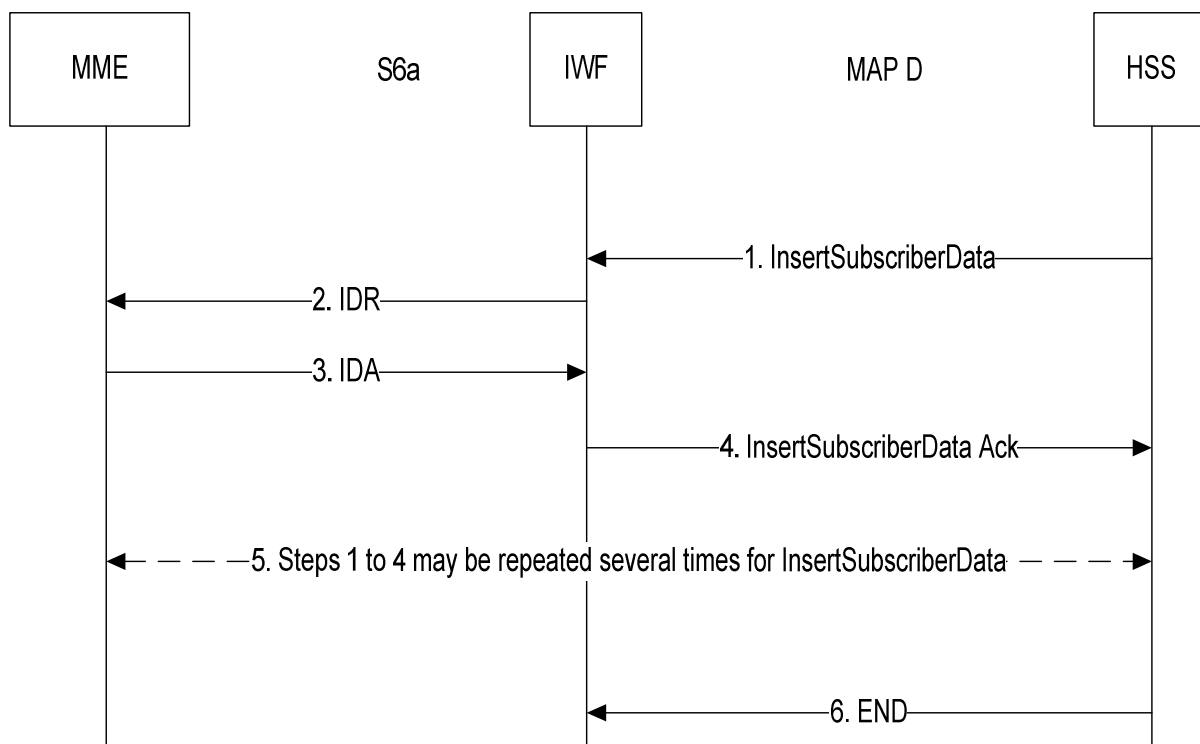 MME
S6a
IWF
MAP D
HSS
1. InsertSubscriberData
2. IDR
3. IDA
4. InsertSubscriberData Ack
5. Steps 1 to 4 may be repeated several times for InsertSubscriberData
6. END